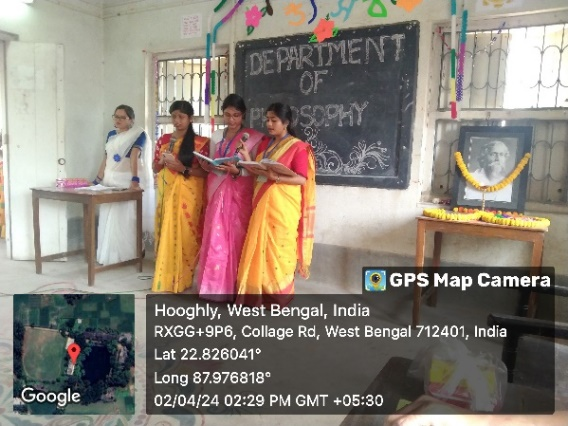 DEPARTMENT
OF
PHILOSOPHY
GPS Map Camera
Hooghly, West Bengal, India
RXGG+9P6, Collage Rd, West Bengal 712401, India
Lat 22.826041°
Long 87.976818°
02/04/24 02:29 PM GMT +05:30
Google